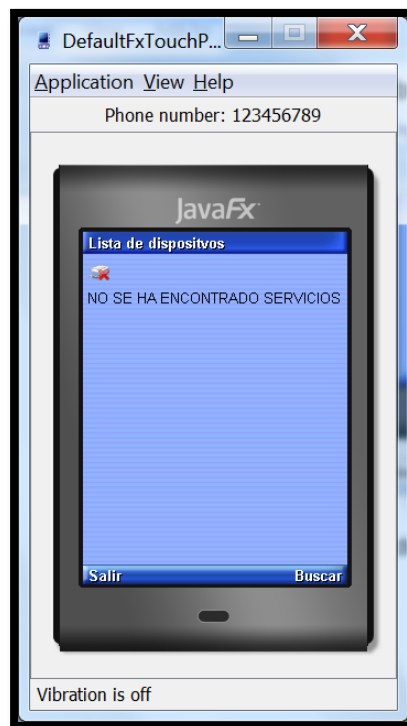 DefaultFxTouchP...
Application View Help
Phone number: 123456789
JavaFx
Lista de dispositvos
NO SE HA ENCONTRADO SERVICIOS
Salir Buscar
Vibration is off